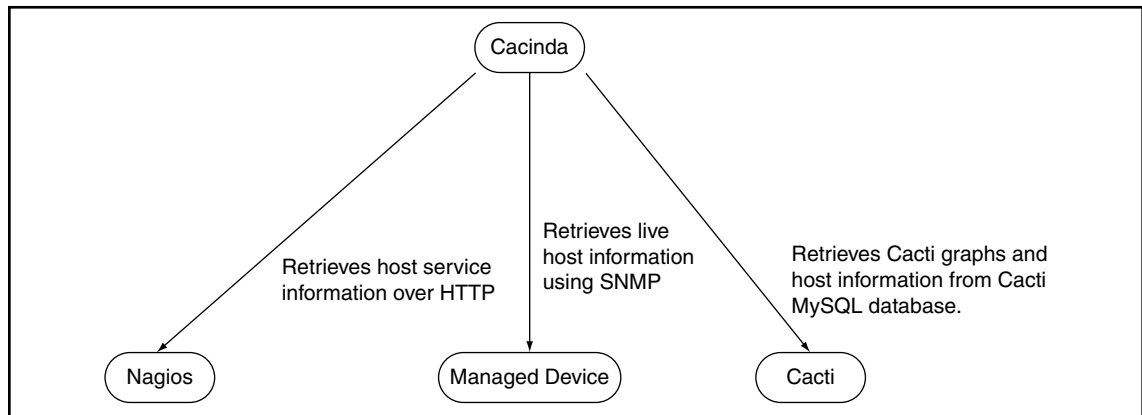 Cacinda
Retrieves host service
information over HTTP
Retrieves live
host information
using SNMP
Retrieves Cacti graphs and
host information from Cacti
MySQL database.
Nagios
Managed Device
Cacti